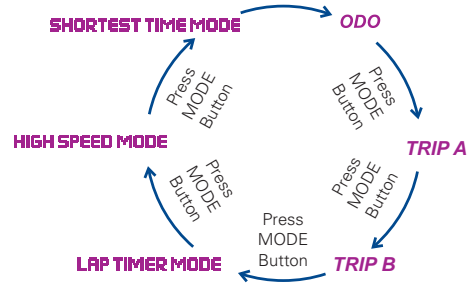 SHORTEST TIME MODE
ODO
Press
MODE
Button
Press
MODE
Button
HIGH SPEED MODE
TRIP A
Press
MODE
Button
Press
MODE
Button
Press
MODE
Button
LAP TIMER MODE
TRIP B